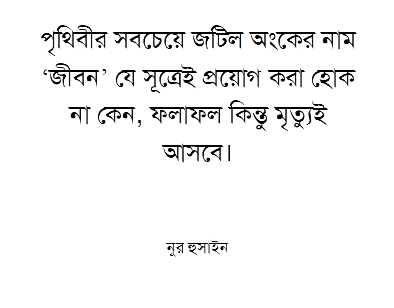 পৃথিবীর সবচেয়ে জটিল অংকের নাম
‘জীবন’ যে সূত্রেই প্রয়োগ করা হোক
না কেন, ফলাফল কিন্তু মৃত্যুই
আসবে।
নুর হুসাইন